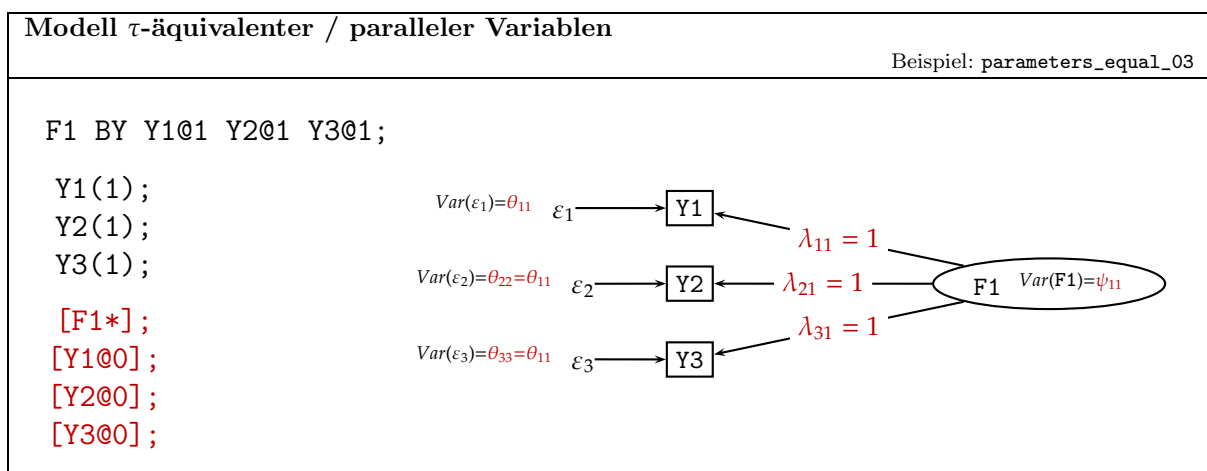 Modell τ-äquivalenter / paralleler Variablen
Beispiel: parameters_equal_03
F1 BY Y1@1 Y2@1 Y3@1;
Y1(1);
Y2(1);
Y3(1);
[F1*];
[Y1@0];
[Y2@0];
[Y3@0];
Var(ε₁)=θ₁₁ ε₁ Y1
λ₁₁ = 1
Var(ε₂)=θ₂₂=θ₁₁ ε₂ Y2 λ₂₁ = 1 F1 Var(F1)=ψ₁₁
λ₃₁ = 1
Var(ε₃)=θ₃₃=θ₁₁ ε₃ Y3